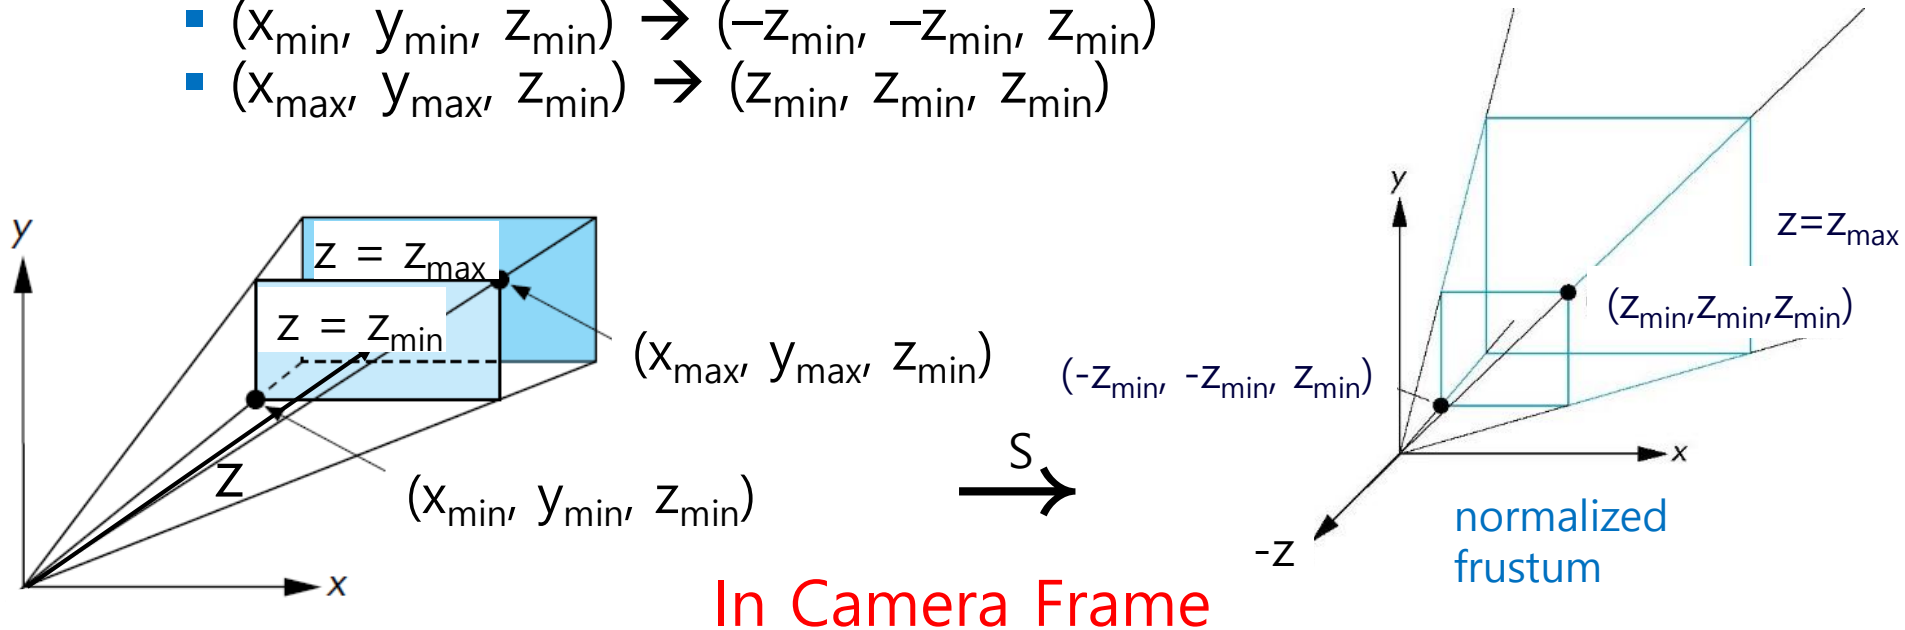 ▪ (xmin, ymin, zmin) → (–zmin, –zmin, zmin)
▪ (xmax, ymax, zmin) → (zmin, zmin, zmin)
y
z = zmax
z = zmin
(xmax, ymax, zmin)
z
(xmin, ymin, zmin)
x
S
In Camera Frame
y
z=zmax
(zmin,zmin,zmin)
(-zmin, -zmin, zmin)
x
-z
normalized
frustum